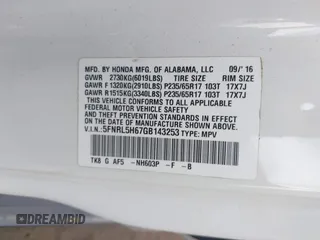 MFD. BY HONDA MFG. OF ALABAMA, LLC 09/'16
GVWR 2730KG(6019LBS) TIRE SIZE RIM SIZE
GAWR F 1320KG(2910LBS) P235/65R17 103T 17X7J
GAWR R1515KG(3340LBS) P235/65R17 103T 17X7J
THIS VEHICLE CONFORMS TO ALL APPLICABLE
FEDERAL MOTOR VEHICLE SAFETY AND THEFT
PREVENTION STANDARDS IN EFFECT ON THE DATE OF
MANUFACTURE SHOWN ABOVE.
V.I.N.: 5FNRL5H67GB143253 TYPE: MPV
TK8 G AF5 -NH603P -F -B